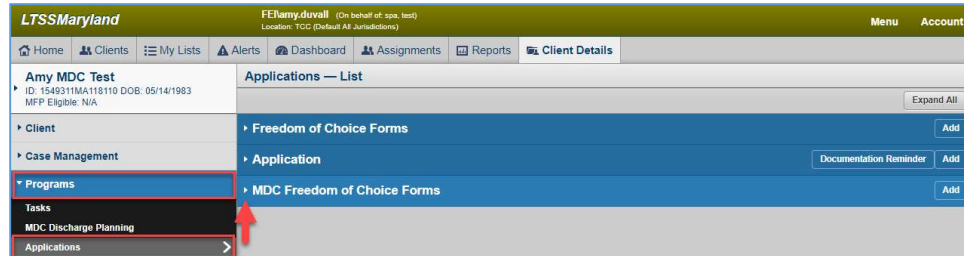 LTSSMaryland
FEI\amy.duvall (On behalf of: spa, test)
Location: TCC (Default All Jurisdictions)
Menu Account
Home Clients My Lists Alerts Dashboard Assignments Reports Client Details
Amy MDC Test
ID: 1549311MA118110 DOB: 05/14/1983
MFP Eligible: N/A
Applications — List
Expand All
Client
Freedom of Choice Forms Add
Case Management
Application Documentation Reminder Add
Programs
MDC Freedom of Choice Forms Add
Tasks
MDC Discharge Planning
Applications